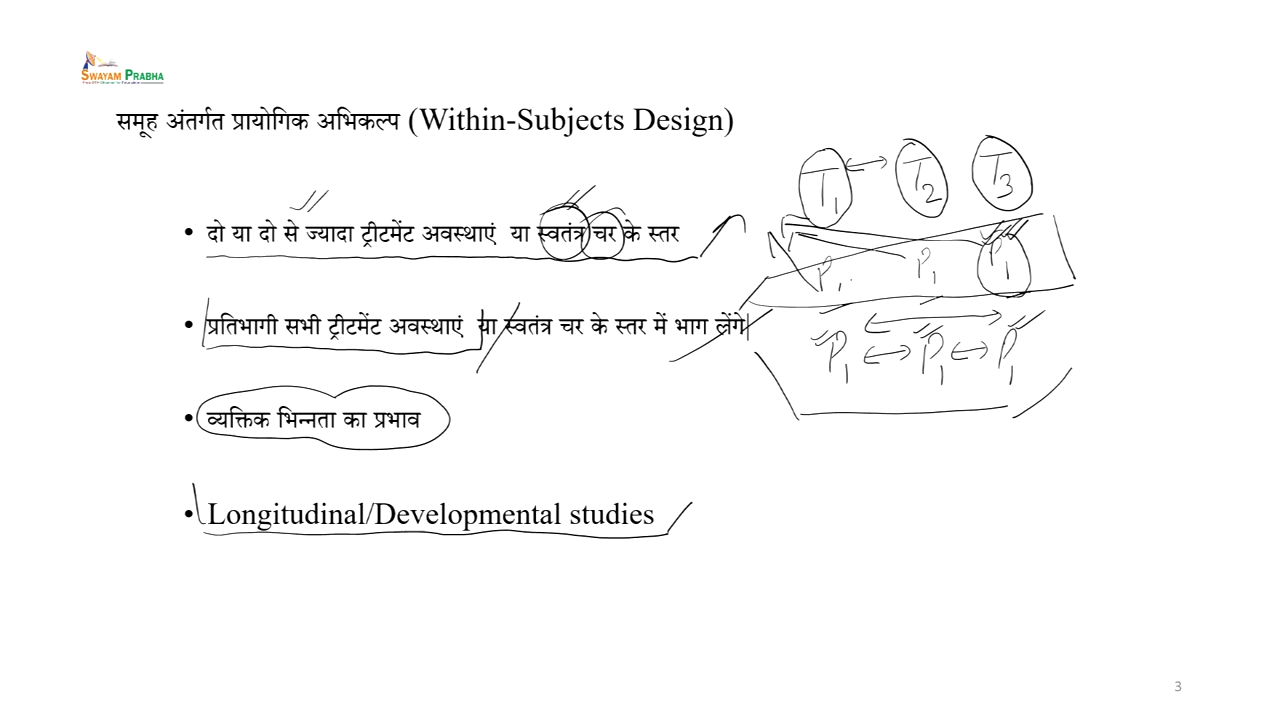 SWAYAM PRABHA
समूह अंतर्गत प्रायोगिक अभिकल्प (Within-Subjects Design)
T1 T2 T3
• दो या दो से ज्यादा ट्रीटमेंट अवस्थाएं या स्वतंत्र चर के स्तर
P1 P1 P1
• प्रतिभागी सभी ट्रीटमेंट अवस्थाएं या स्वतंत्र चर के स्तर में भाग लेंगे|
P1 P1 P1
• व्यक्तिक भिन्नता का प्रभाव
• Longitudinal/Developmental studies
3